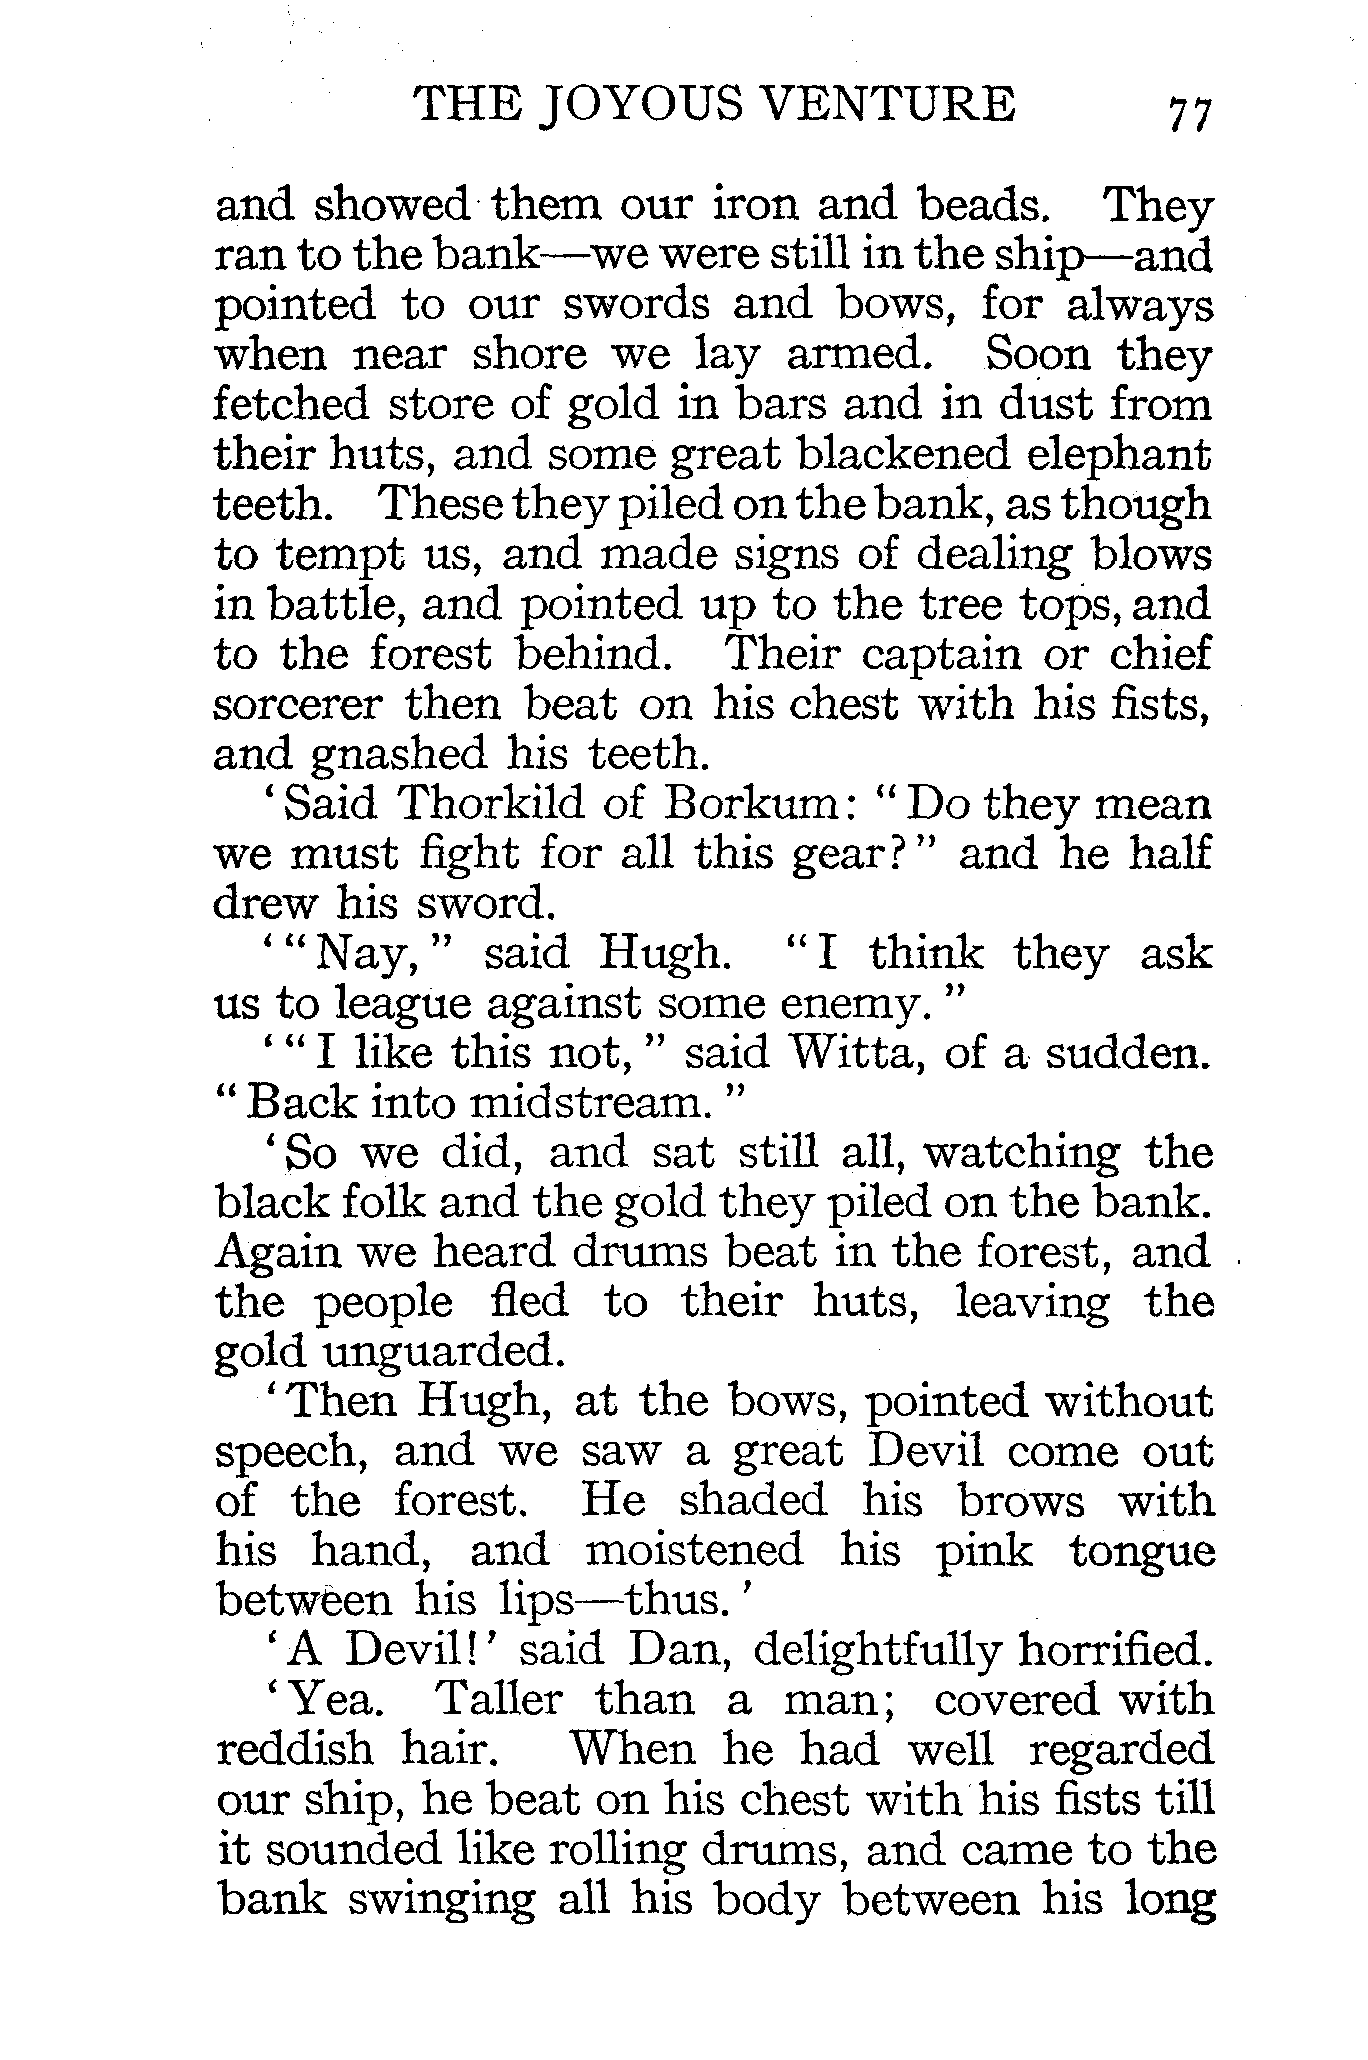 THE JOYOUS VENTURE 77
and showed them our iron and beads. They
ran to the bank—we were still in the ship—and
pointed to our swords and bows, for always
when near shore we lay armed. Soon they
fetched store of gold in bars and in dust from
their huts, and some great blackened elephant
teeth. These they piled on the bank, as though
to tempt us, and made signs of dealing blows
in battle, and pointed up to the tree tops, and
to the forest behind. Their captain or chief
sorcerer then beat on his chest with his fists,
and gnashed his teeth.
‘Said Thorkild of Borkum: “Do they mean
we must fight for all this gear?” and he half
drew his sword.
‘“Nay,” said Hugh. “I think they ask
us to league against some enemy.”
‘“I like this not,” said Witta, of a sudden.
“Back into midstream.”
‘So we did, and sat still all, watching the
black folk and the gold they piled on the bank.
Again we heard drums beat in the forest, and
the people fled to their huts, leaving the
gold unguarded.
‘Then Hugh, at the bows, pointed without
speech, and we saw a great Devil come out
of the forest. He shaded his brows with
his hand, and moistened his pink tongue
between his lips—thus.’
‘A Devil!’ said Dan, delightfully horrified.
‘Yea. Taller than a man; covered with
reddish hair. When he had well regarded
our ship, he beat on his chest with his fists till
it sounded like rolling drums, and came to the
bank swinging all his body between his long